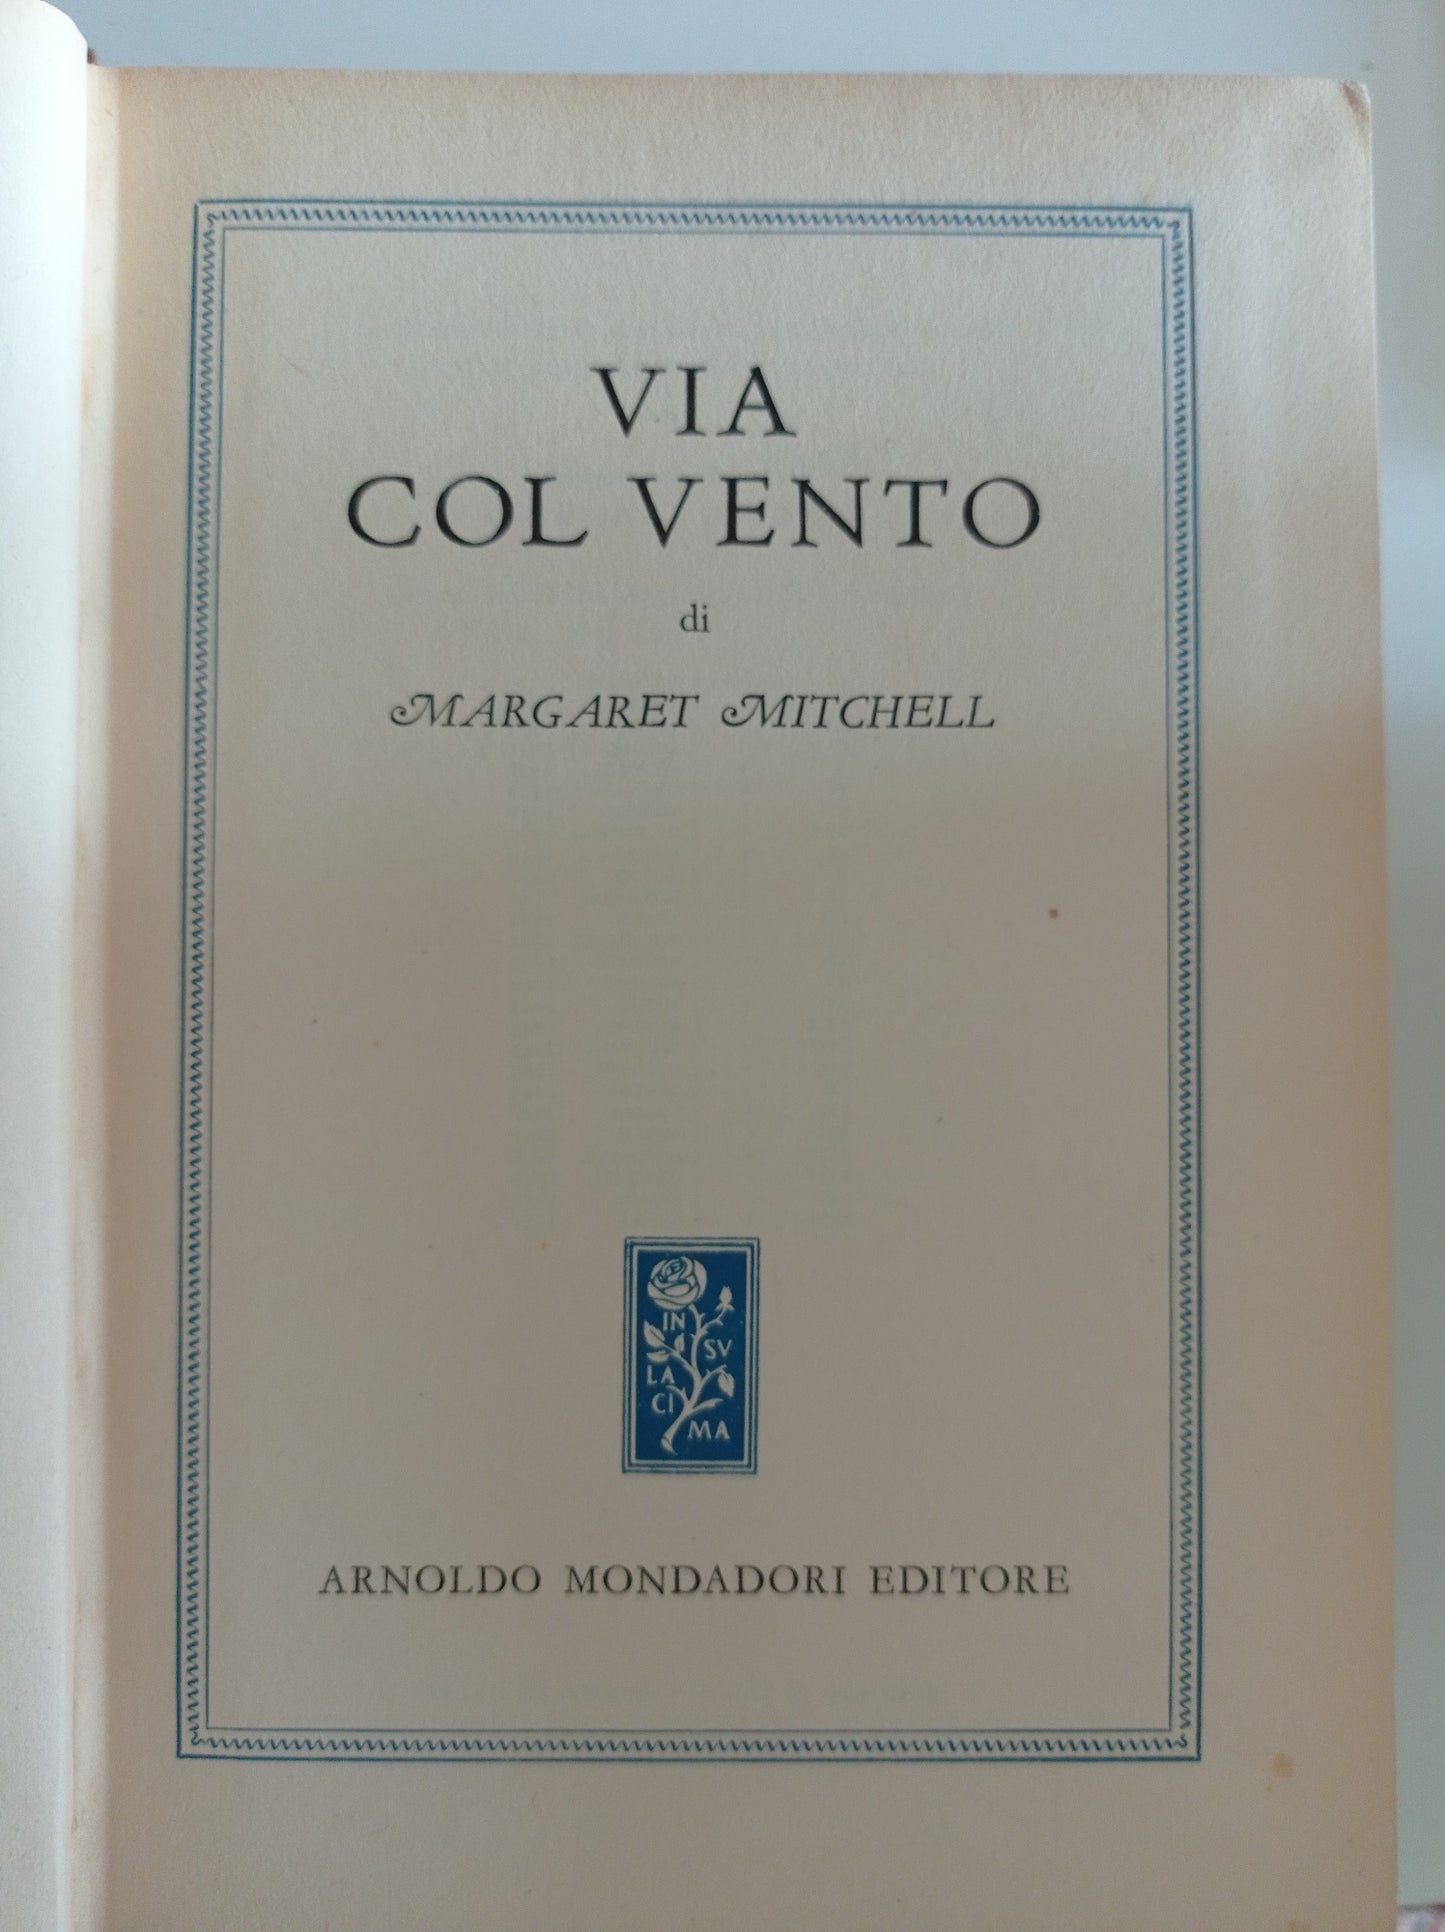 VIA
COL VENTO
di
MARGARET MITCHELL
IN
SV
LA
CI
MA
ARNOLDO MONDADORI EDITORE